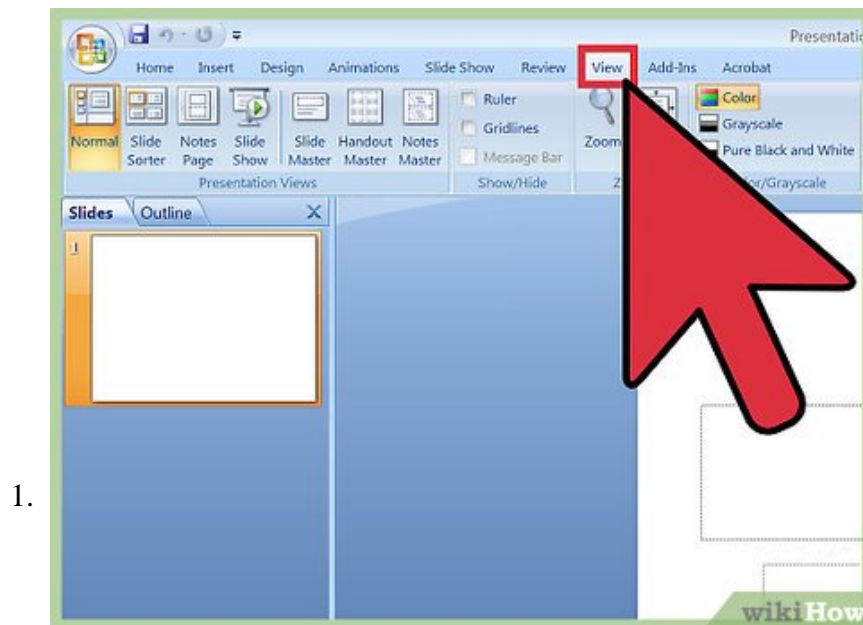 Presentatio
Home Insert Design Animations Slide Show Review View Add-Ins Acrobat
Normal Slide Sorter Notes Page Slide Show Slide Master Handout Master Notes Master
Ruler
Gridlines
Message Bar
Zoom
Color
Grayscale
Pure Black and White
Presentation Views Show/Hide Z or/Grayscale
Slides Outline
1
1.
wikiHow